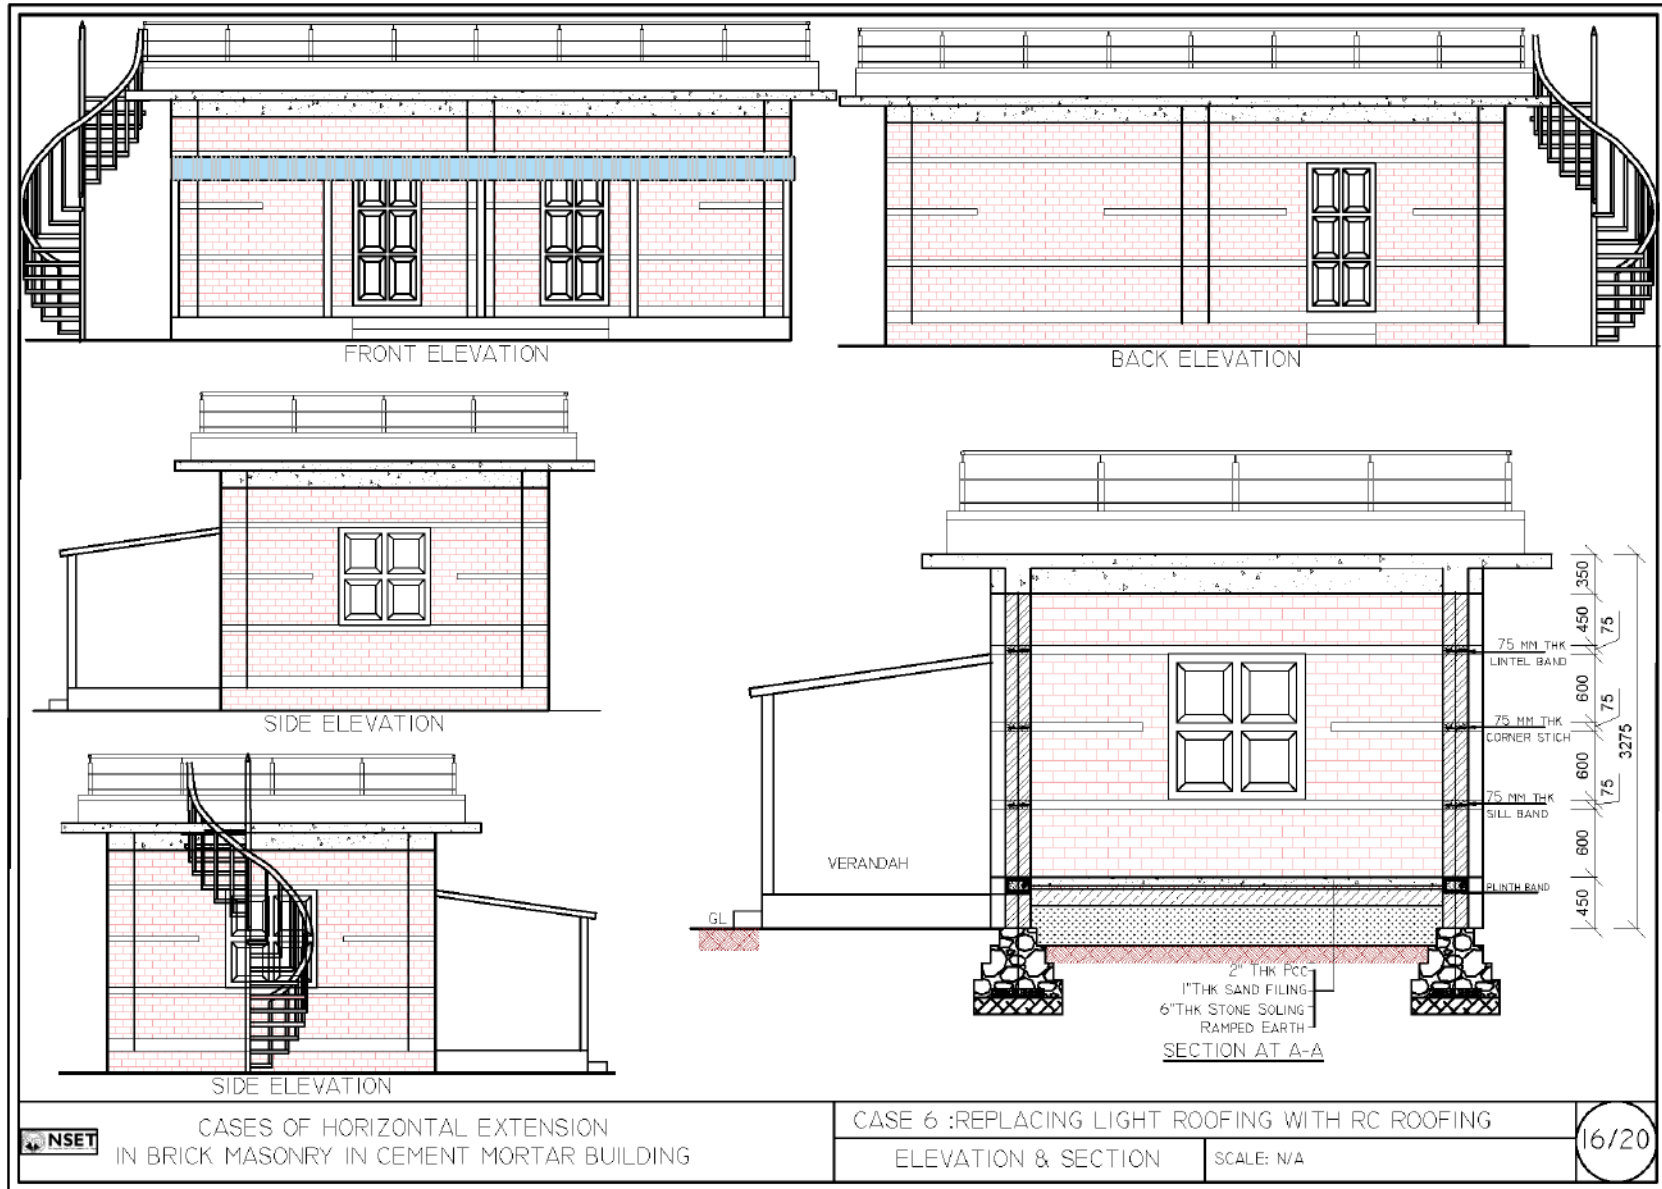 FRONT ELEVATION
BACK ELEVATION
SIDE ELEVATION
SIDE ELEVATION
350
450
75
75 MM THK
LINTEL BAND
600
75
75 MM THK
CORNER STICH
3275
600
75
75 MM THK
SILL BAND
600
VERANDAH
PLINTH BAND
450
GL
2" THK PCC
1"THK SAND FILING
6"THK STONE SOLING
RAMPED EARTH
SECTION AT A-A
NSET
CASES OF HORIZONTAL EXTENSION
IN BRICK MASONRY IN CEMENT MORTAR BUILDING
CASE 6 :REPLACING LIGHT ROOFING WITH RC ROOFING
ELEVATION & SECTION
SCALE: N/A
16/20